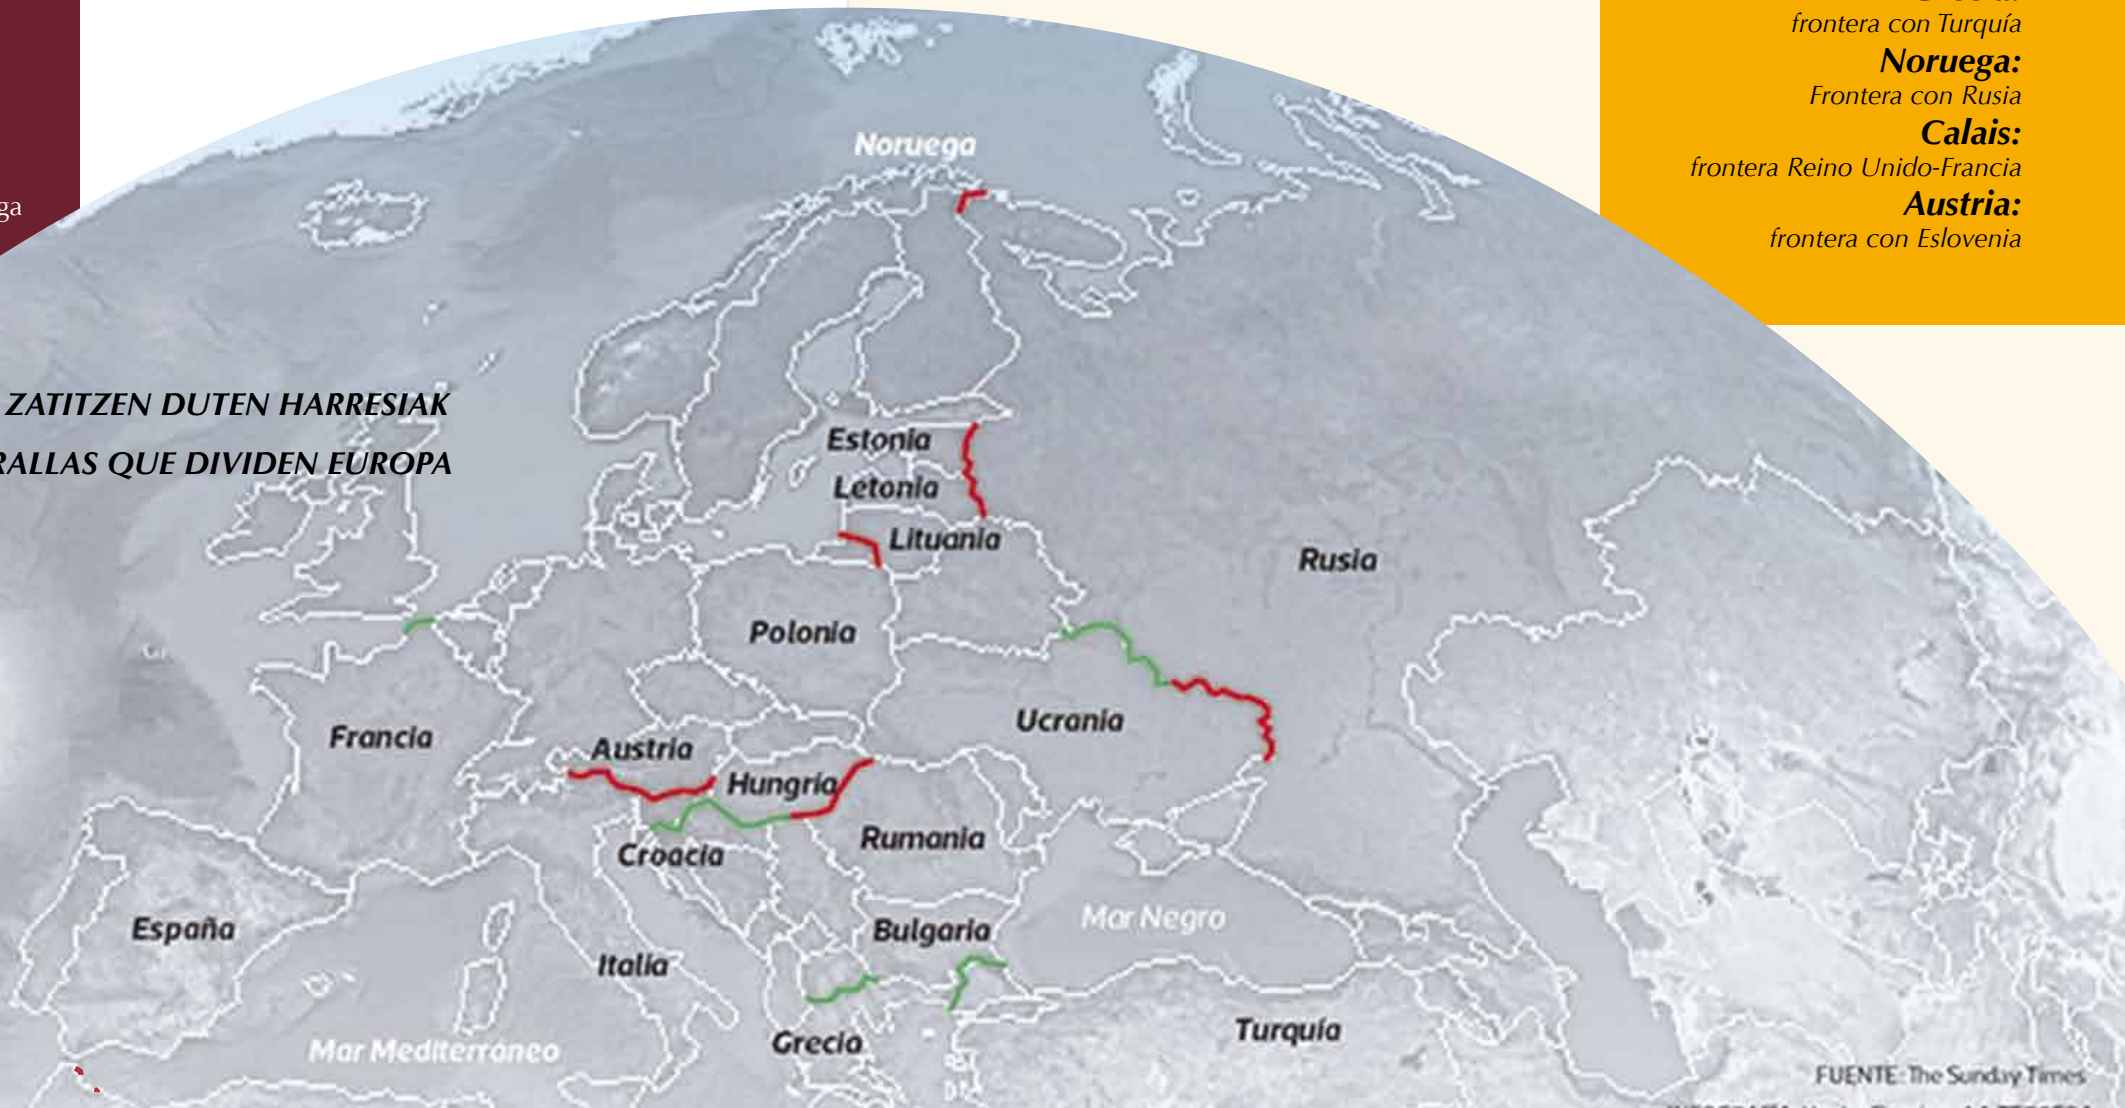 frontera con Turquía
Noruega:
Frontera con Rusia
Calais:
frontera Reino Unido-Francia
Austria:
frontera con Eslovenia
ga
Noruega
ZATITZEN DUTEN HARRESIAK
RALLAS QUE DIVIDEN EUROPA
Estonia
Letonia
Lituania
Rusia
Polonia
Ucrania
Francia
Austria
Hungría
Rumania
Croacia
España
Bulgaria
Mar Negro
Italia
Grecia
Turquía
Mar Mediterráneo
FUENTE: The Sunday Times